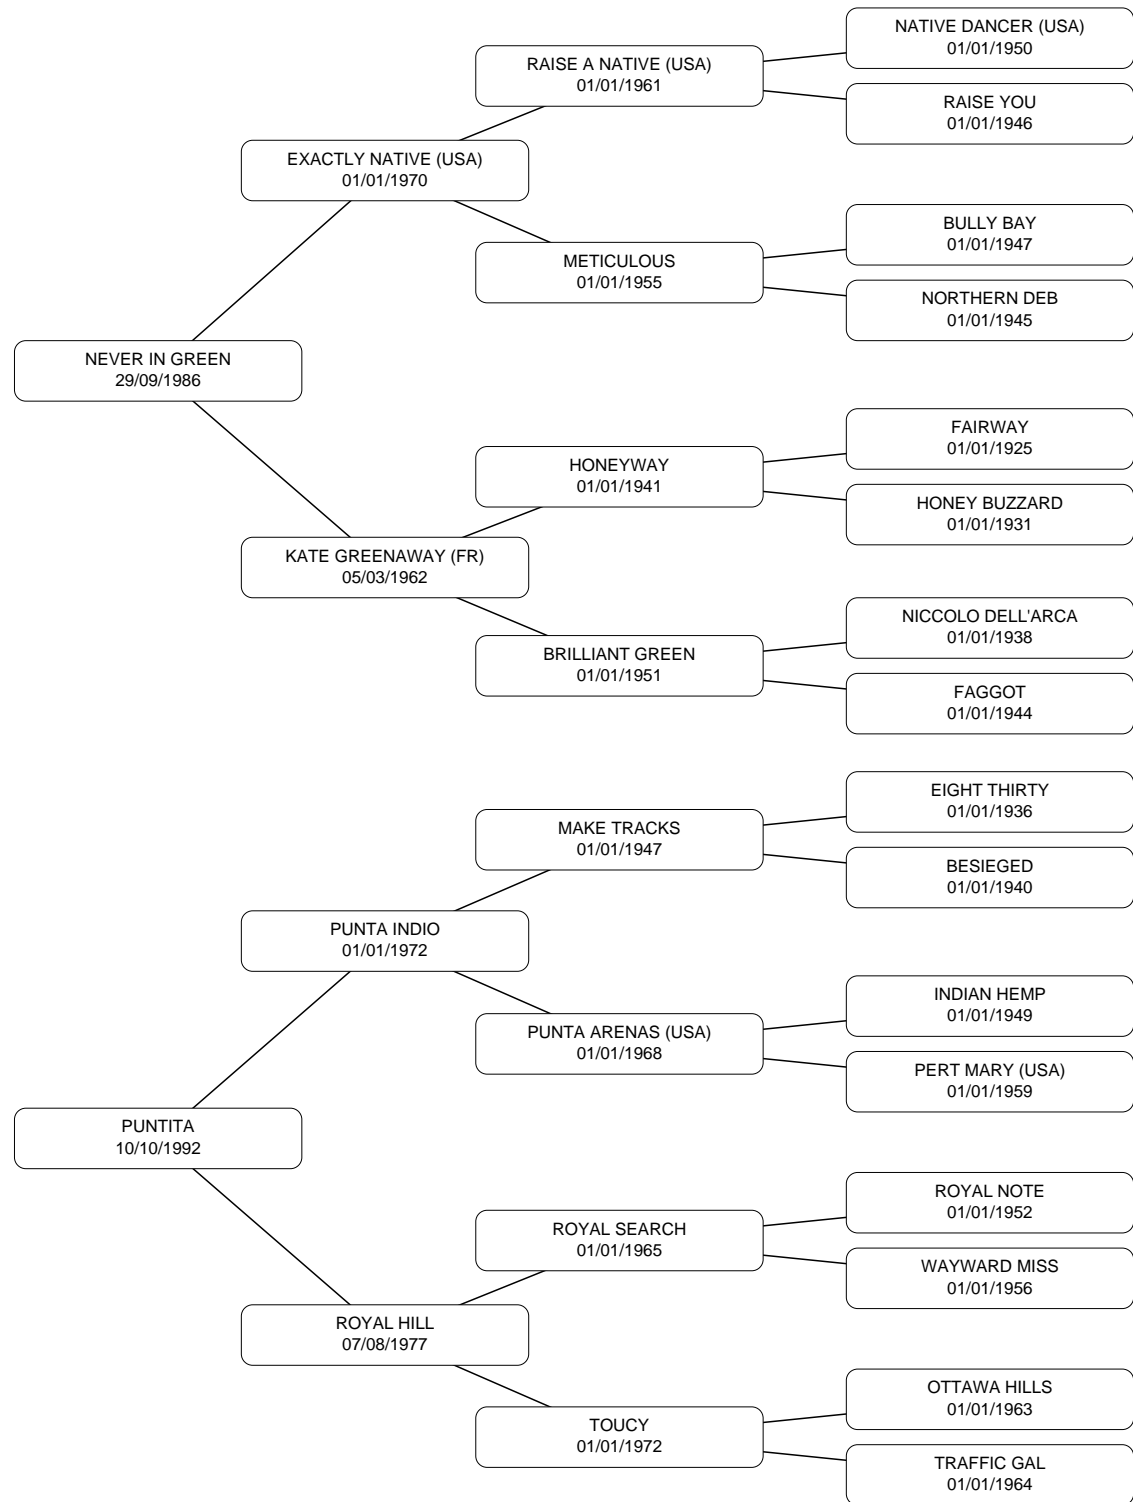 NATIVE DANCER (USA)
01/01/1950
RAISE A NATIVE (USA)
01/01/1961
RAISE YOU
01/01/1946
EXACTLY NATIVE (USA)
01/01/1970
BULLY BAY
01/01/1947
METICULOUS
01/01/1955
NORTHERN DEB
01/01/1945
NEVER IN GREEN
29/09/1986
FAIRWAY
01/01/1925
HONEYWAY
01/01/1941
HONEY BUZZARD
01/01/1931
KATE GREENAWAY (FR)
05/03/1962
NICCOLO DELL'ARCA
01/01/1938
BRILLIANT GREEN
01/01/1951
FAGGOT
01/01/1944
EIGHT THIRTY
01/01/1936
MAKE TRACKS
01/01/1947
BESIEGED
01/01/1940
PUNTA INDIO
01/01/1972
INDIAN HEMP
01/01/1949
PUNTA ARENAS (USA)
01/01/1968
PERT MARY (USA)
01/01/1959
PUNTITA
10/10/1992
ROYAL NOTE
01/01/1952
ROYAL SEARCH
01/01/1965
WAYWARD MISS
01/01/1956
ROYAL HILL
07/08/1977
OTTAWA HILLS
01/01/1963
TOUCY
01/01/1972
TRAFFIC GAL
01/01/1964